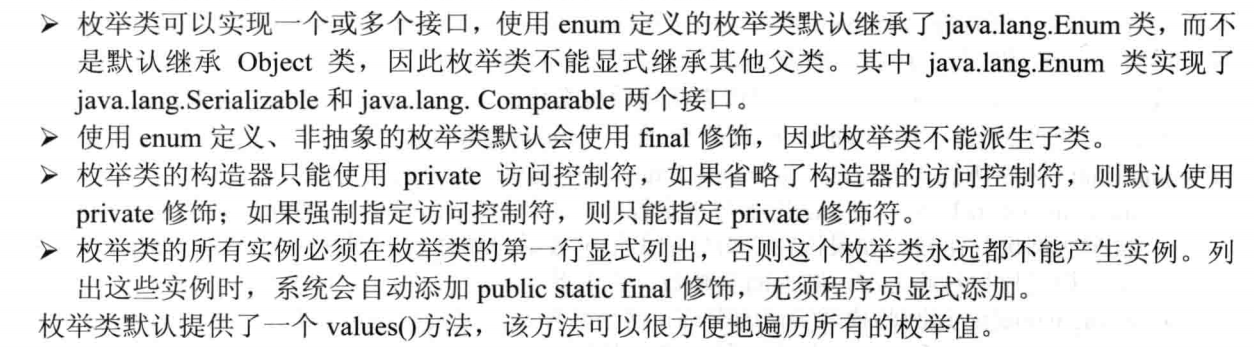 ➢ 枚举类可以实现一个或多个接口，使用 enum 定义的枚举类默认继承了 java.lang.Enum 类，而不
是默认继承 Object 类，因此枚举类不能显式继承其他父类。其中 java.lang.Enum 类实现了
java.lang.Serializable 和 java.lang. Comparable 两个接口。
➢ 使用 enum 定义、非抽象的枚举类默认会使用 final 修饰，因此枚举类不能派生子类。
➢ 枚举类的构造器只能使用 private 访问控制符，如果省略了构造器的访问控制符，则默认使用
private 修饰；如果强制指定访问控制符，则只能指定 private 修饰符。
➢ 枚举类的所有实例必须在枚举类的第一行显式列出，否则这个枚举类永远都不能产生实例。列
出这些实例时，系统会自动添加 public static final 修饰，无须程序员显式添加。
枚举类默认提供了一个 values()方法，该方法可以很方便地遍历所有的枚举值。